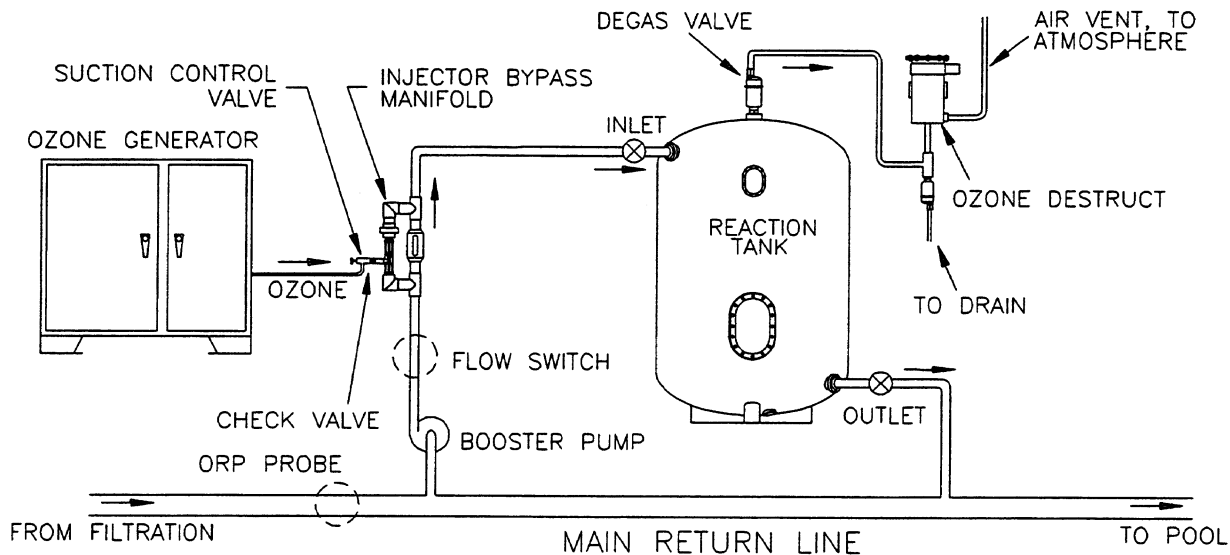 DEGAS VALVE
AIR VENT, TO
ATMOSPHERE
SUCTION CONTROL
VALVE
INJECTOR BYPASS
MANIFOLD
OZONE GENERATOR
INLET
OZONE DESTRUCT
REACTION
TANK
OZONE
TO DRAIN
FLOW SWITCH
CHECK VALVE
OUTLET
BOOSTER PUMP
ORP PROBE
FROM FILTRATION
MAIN RETURN LINE
TO POOL